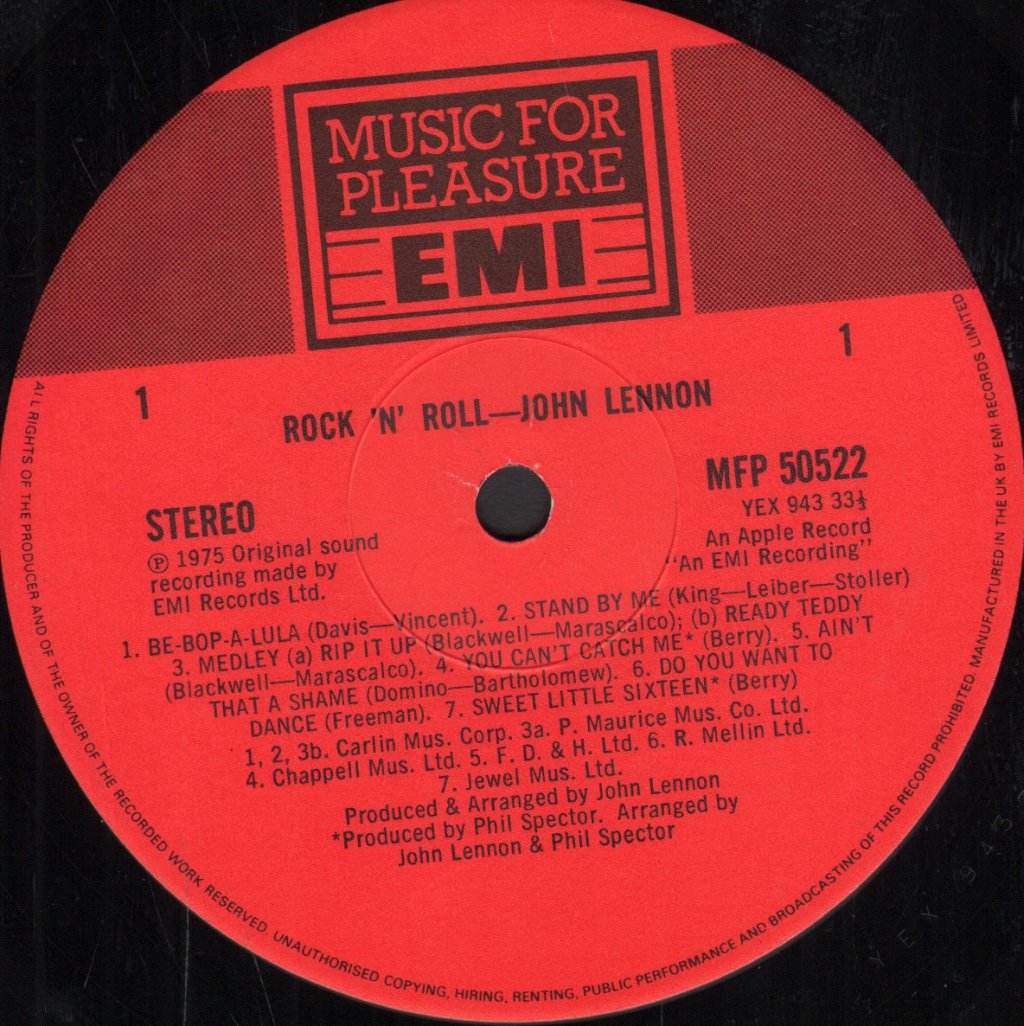 MUSIC FOR
PLEASURE
EMI
1
1
ROCK 'N' ROLL—JOHN LENNON
STEREO
℗ 1975 Original sound
recording made by
EMI Records Ltd.
MFP 50522
YEX 943 33⅓
An Apple Record
"An EMI Recording"
1. BE-BOP-A-LULA (Davis—Vincent). 2. STAND BY ME (King—Leiber—Stoller)
3. MEDLEY (a) RIP IT UP (Blackwell—Marascalco); (b) READY TEDDY
(Blackwell—Marascalco). 4. YOU CAN'T CATCH ME* (Berry). 5. AIN'T
THAT A SHAME (Domino—Bartholomew). 6. DO YOU WANT TO
DANCE (Freeman). 7. SWEET LITTLE SIXTEEN* (Berry)
1, 2, 3b. Carlin Mus. Corp. 3a. P. Maurice Mus. Co. Ltd.
4. Chappell Mus. Ltd. 5. F. D. & H. Ltd. 6. R. Mellin Ltd.
7. Jewel Mus. Ltd.
Produced & Arranged by John Lennon
*Produced by Phil Spector. Arranged by
John Lennon & Phil Spector
ALL RIGHTS OF THE PRODUCER AND OF THE OWNER OF THE RECORDED WORK RESERVED. UNAUTHORISED COPYING, HIRING, RENTING, PUBLIC PERFORMANCE AND BROADCASTING OF THIS RECORD PROHIBITED. MANUFACTURED IN THE UK BY EMI RECORDS LIMITED